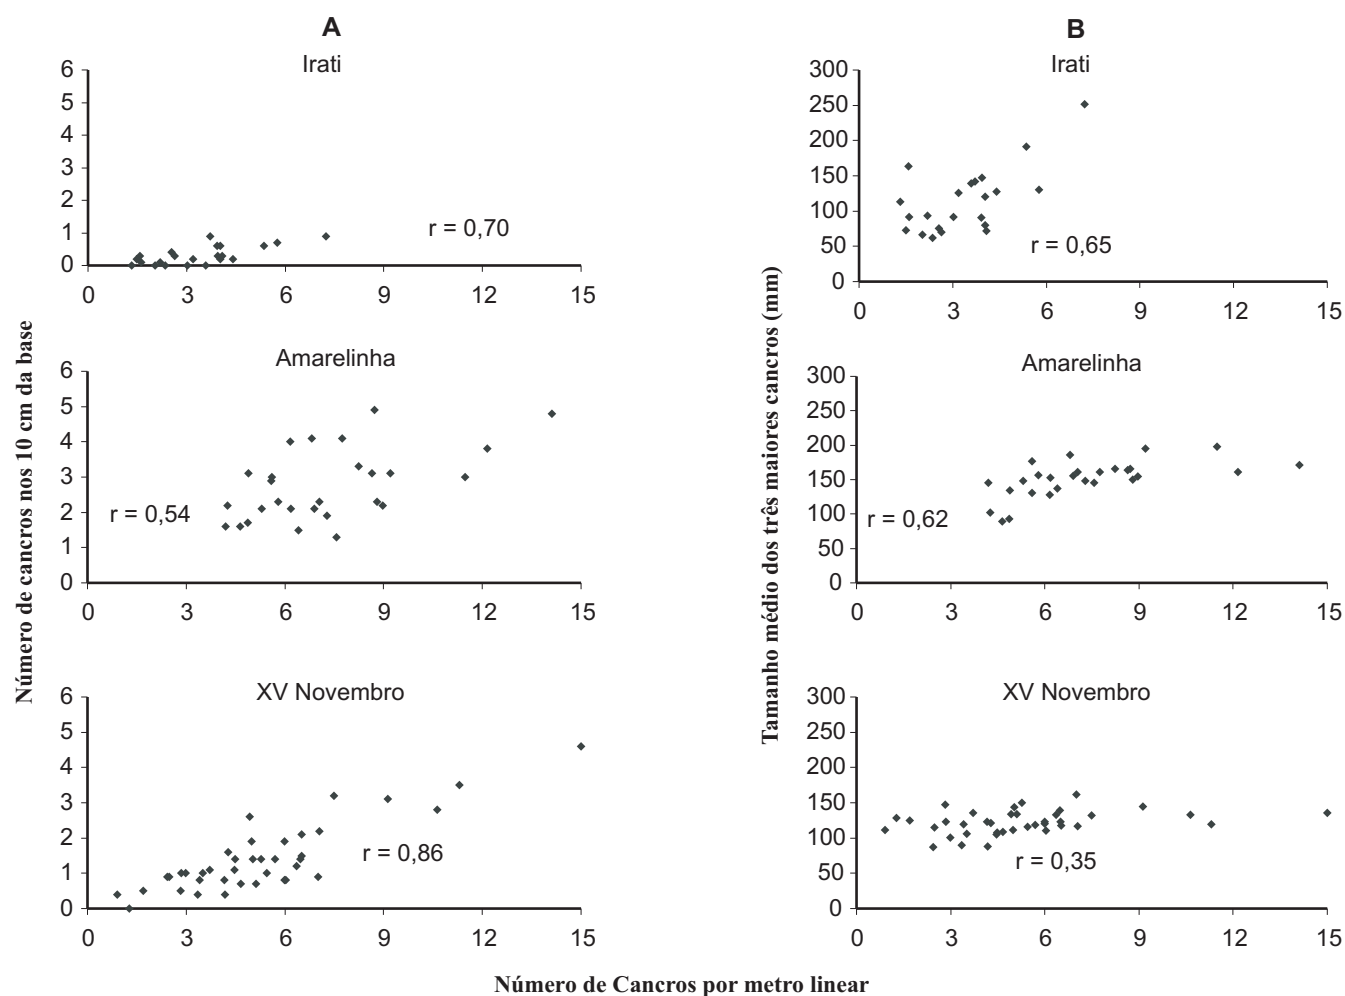 A
B
Irati
6
5
4
3
2
1
0
r = 0,70
0 3 6 9 12 15
Irati
300
250
200
150
100
50
0
r = 0,65
0 3 6 9 12 15
Número de cancros nos 10 cm da base
Amarelinha
6
5
4
3
2
1
0
r = 0,54
0 3 6 9 12 15
Tamanho médio dos três maiores cancros (mm)
Amarelinha
300
250
200
150
100
50
0
r = 0,62
0 3 6 9 12 15
XV Novembro
6
5
4
3
2
1
0
r = 0,86
0 3 6 9 12 15
XV Novembro
300
250
200
150
100
50
0
r = 0,35
0 3 6 9 12 15
Número de Cancros por metro linear